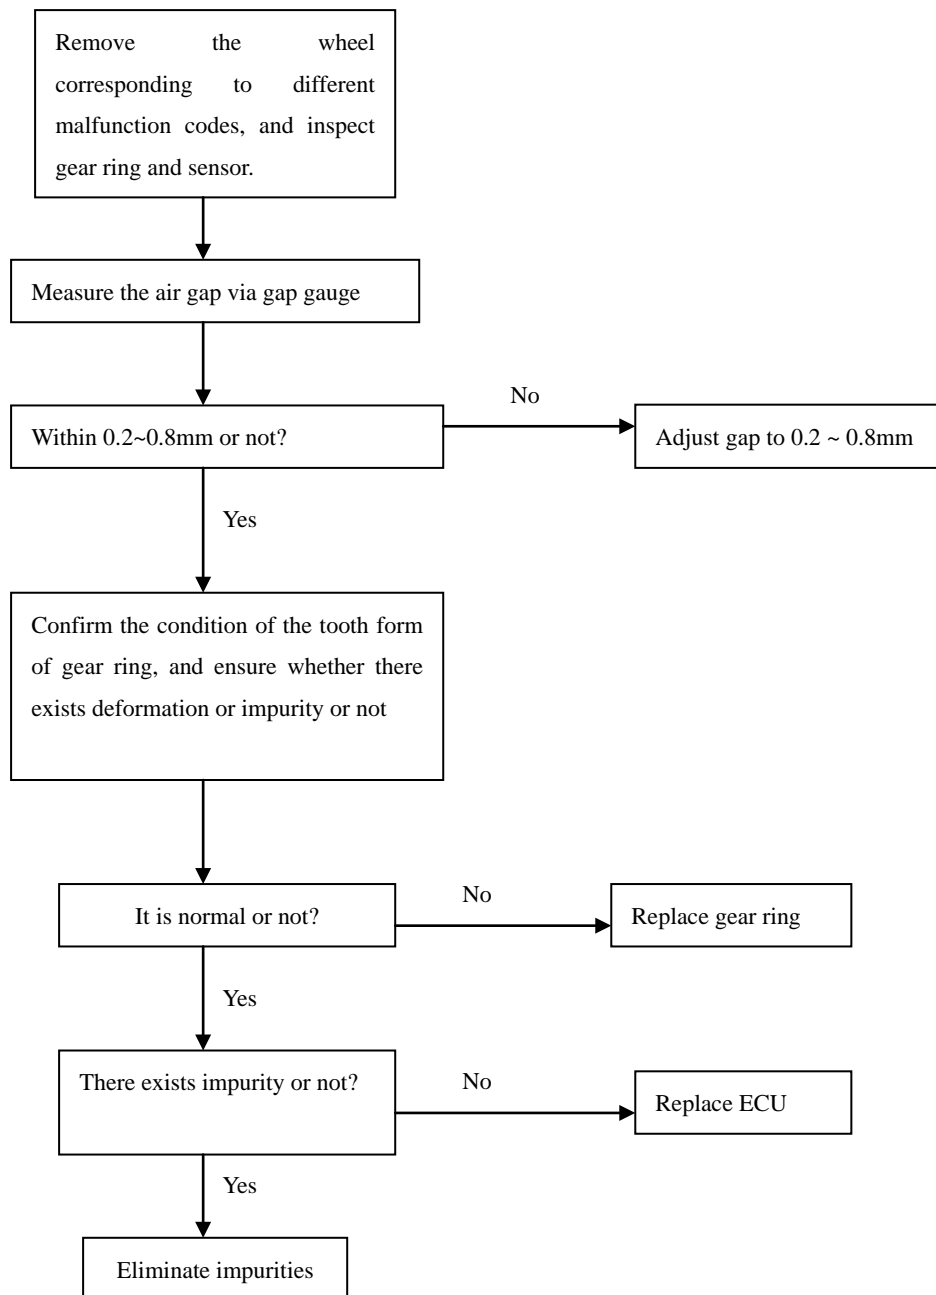 Remove the wheel
corresponding to different
malfunction codes, and inspect
gear ring and sensor.
Measure the air gap via gap gauge
No
Within 0.2~0.8mm or not?
Adjust gap to 0.2 ~ 0.8mm
Yes
Confirm the condition of the tooth form
of gear ring, and ensure whether there
exists deformation or impurity or not
No
It is normal or not?
Replace gear ring
Yes
There exists impurity or not?
No
Replace ECU
Yes
Eliminate impurities